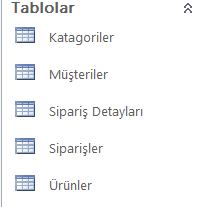 Tablolar
Katagoriler
Müşteriler
Sipariş Detayları
Siparişler
Ürünler